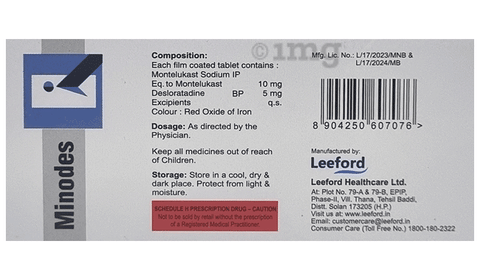 Minodes
Composition:
Each film coated tablet contains :
Montelukast Sodium IP
Eq. to Montelukast 10 mg
Desloratadine BP 5 mg
Excipients q.s.
Colour : Red Oxide of Iron
Dosage: As directed by the
Physician.
Keep all medicines out of reach
of Children.
Storage: Store in a cool, dry &
dark place. Protect from light &
moisture.
SCHEDULE H PRESCRIPTION DRUG – CAUTION
Not to be sold by retail without the prescription
of a Registered Medical Practitioner.
1mg
Mfg. Lic. No.: L/17/2023/MNB &
L/17/2024/MB
8 904250 607076 >
Manufactured by:
Leeford
Leeford Healthcare Ltd.
At: Plot No. 79-A & 79-B, EPIP,
Phase-II, Vill. Thana, Tehsil Baddi,
Distt. Solan 173205 (H.P.)
Visit us at: www.leeford.in
Email: customercare@leeford.in
Consumer Care (Toll Free No.) 1800-180-2322